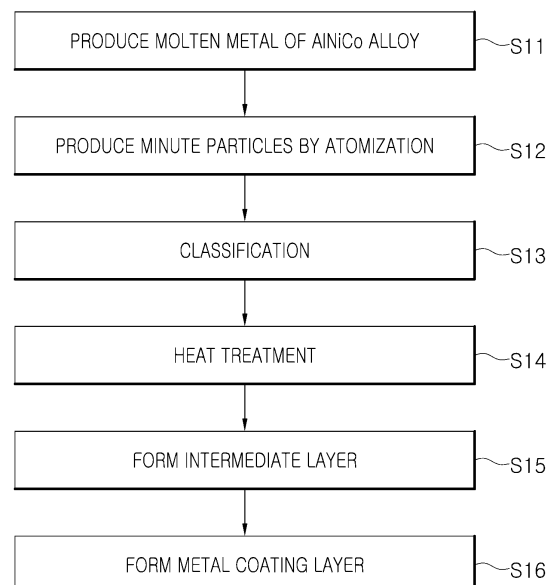 PRODUCE MOLTEN METAL OF AlNiCo ALLOY
S11
PRODUCE MINUTE PARTICLES BY ATOMIZATION
S12
CLASSIFICATION
S13
HEAT TREATMENT
S14
FORM INTERMEDIATE LAYER
S15
FORM METAL COATING LAYER
S16